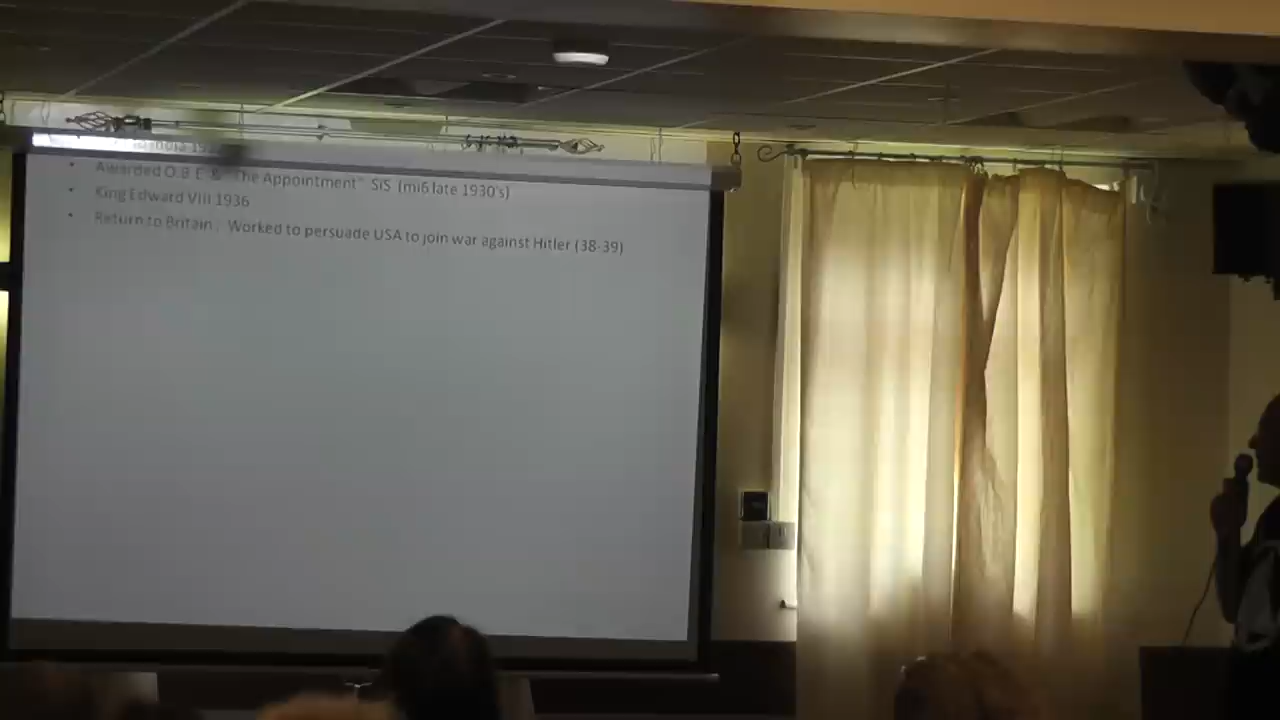 Awarded O.B.E. & "The Appointment" SiS (mi6 late 1930's)
King Edward VIII 1936
Return to Britain. Worked to persuade USA to join war against Hitler (38-39)